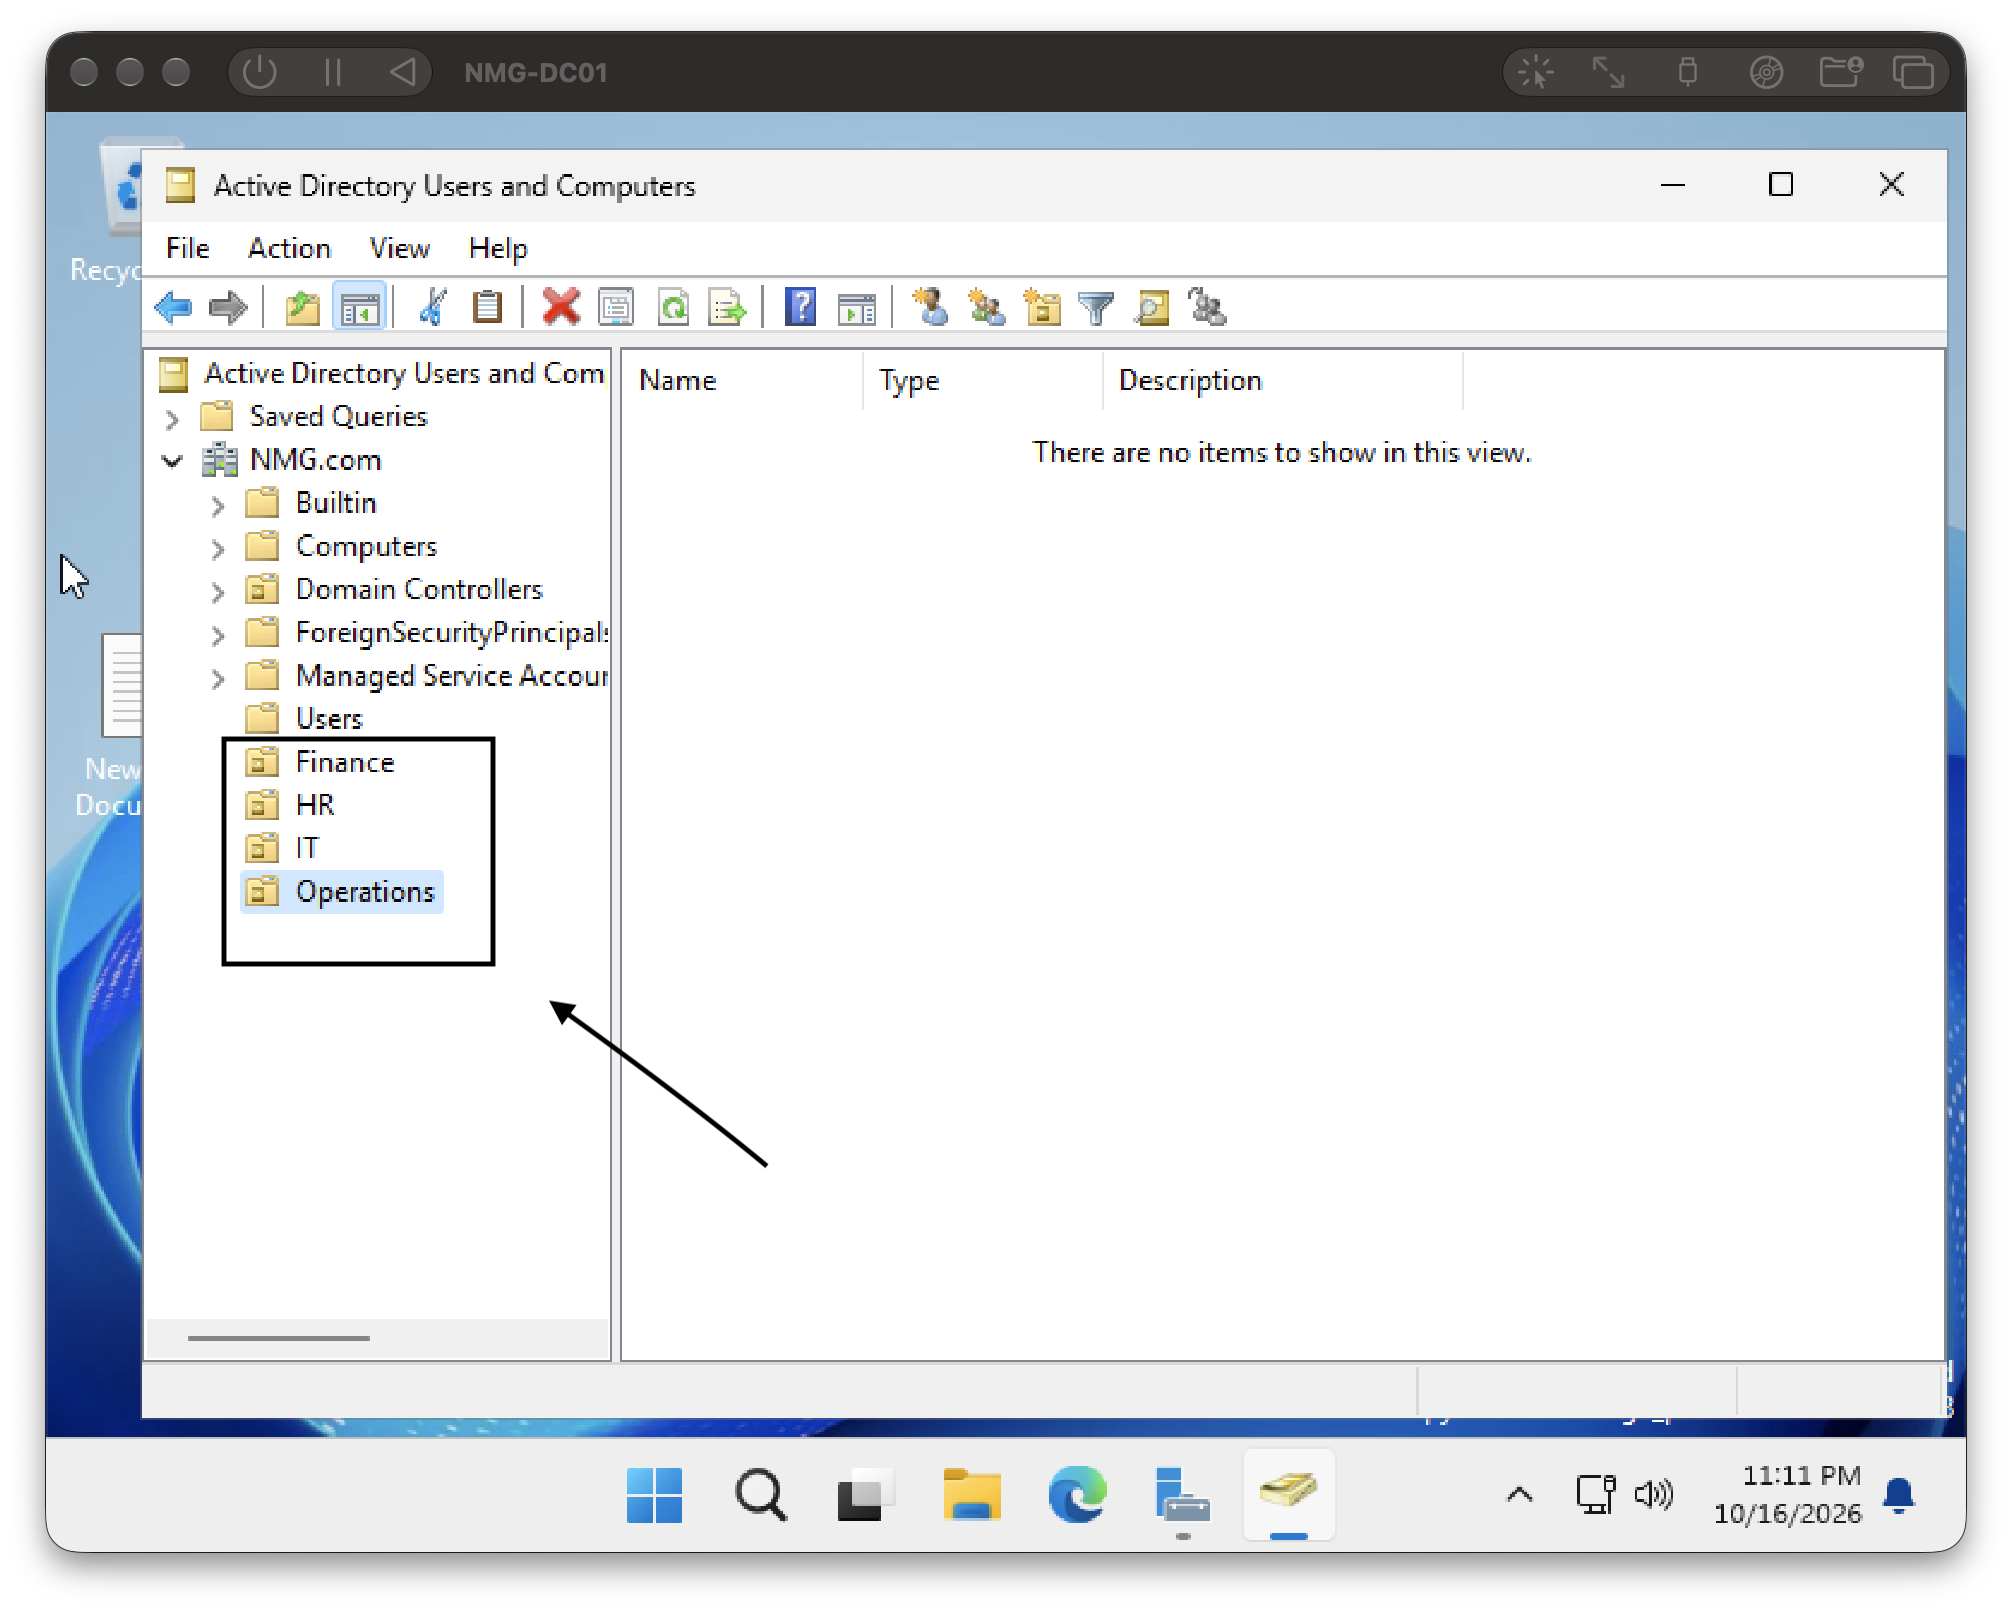 NMG-DC01
Recyc
Active Directory Users and Computers
File Action View Help
Active Directory Users and Com
Saved Queries
NMG.com
Builtin
Computers
Domain Controllers
ForeignSecurityPrincipals
Managed Service Accour
Users
Finance
HR
IT
Operations
Name Type Description
There are no items to show in this view.
New
Docu
11:11 PM
10/16/2026